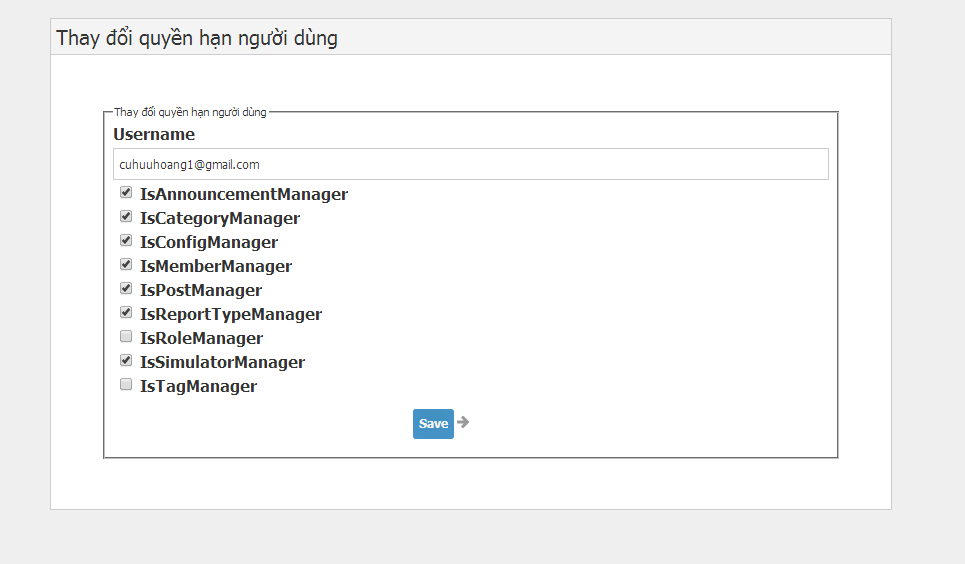 Thay đổi quyền hạn người dùng
Thay đổi quyền hạn người dùng
Username
cuhuuhoang1@gmail.com
IsAnnouncementManager
IsCategoryManager
IsConfigManager
IsMemberManager
IsPostManager
IsReportTypeManager
IsRoleManager
IsSimulatorManager
IsTagManager
Save